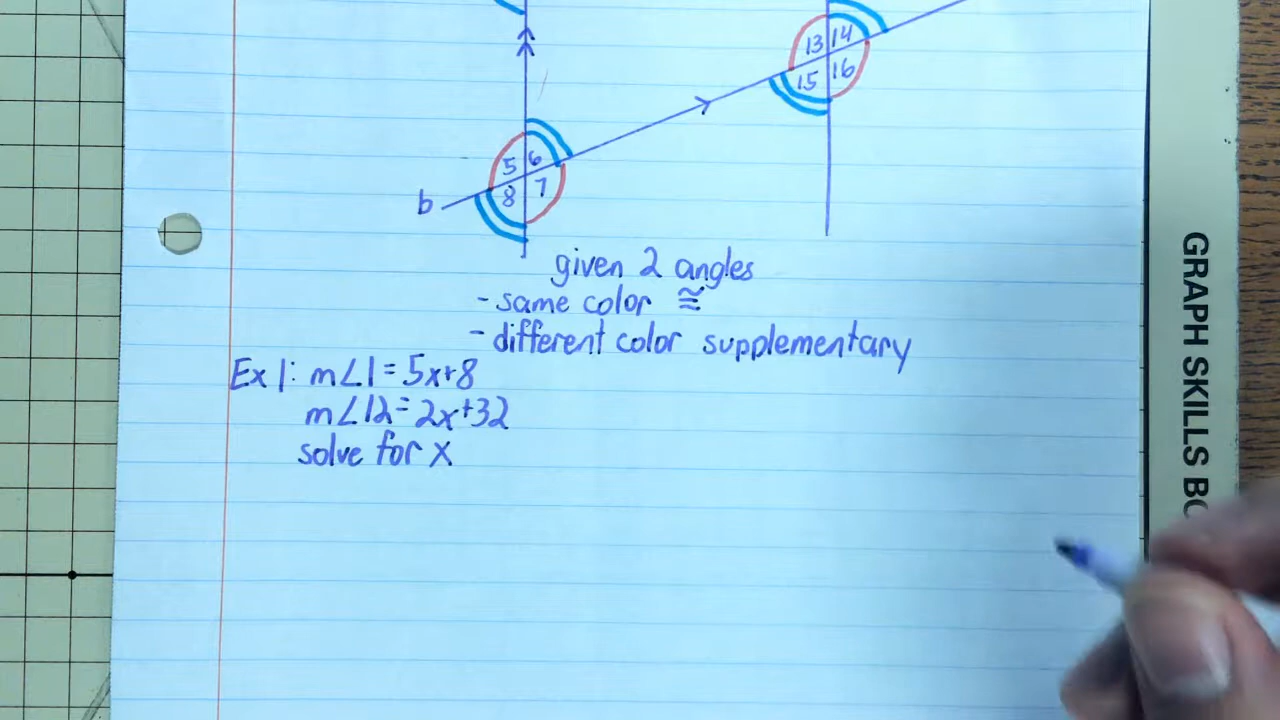 13 14
15 16
5 6
8 7
b
given 2 angles
- same color ≅
- different color supplementary
Ex 1: m∠1 = 5x+8
m∠12 = 2x+32
solve for x
GRAPH SKILLS